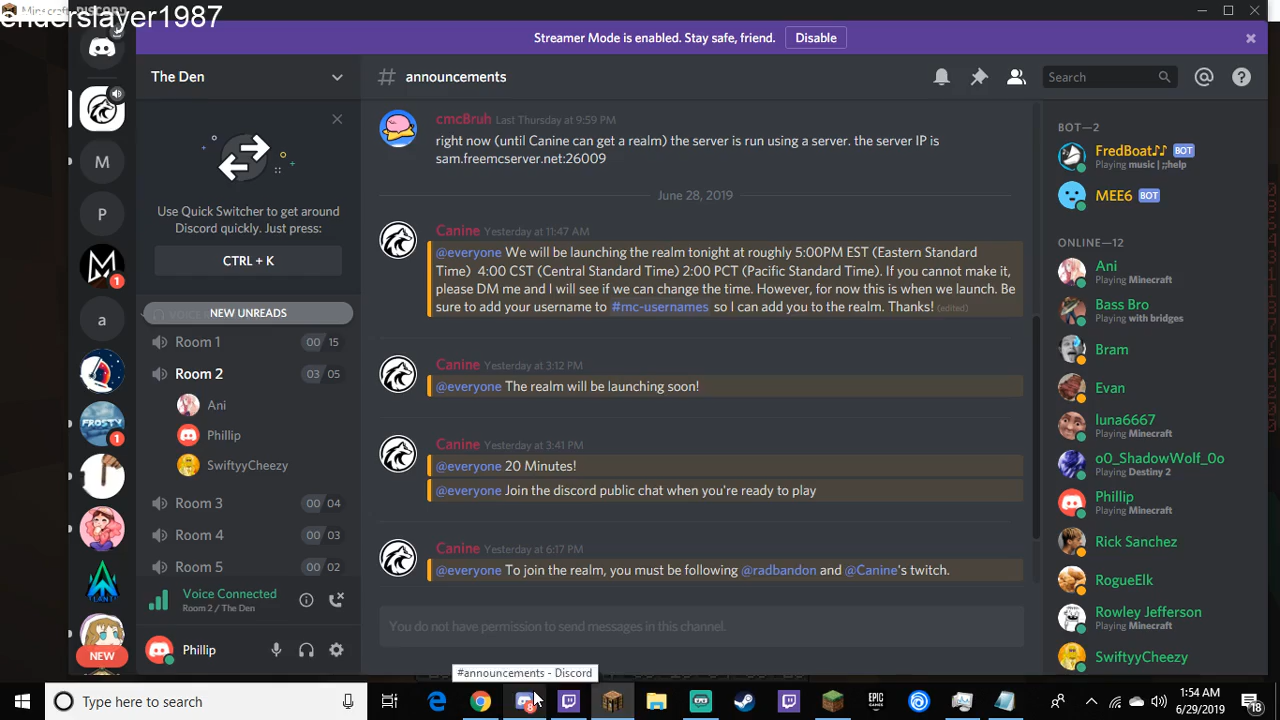 enderslayer1987
Minecraft
DISCORD
Streamer Mode is enabled. Stay safe, friend.
Disable
The Den
announcements
Search
Use Quick Switcher to get around
Discord quickly. Just press:
CTRL + K
NEW UNREADS
Room 1
00 15
Room 2
03 05
Ani
Phillip
SwiftyyCheezy
Room 3
00 04
Room 4
00 03
Room 5
00 02
Voice Connected
Room 2 / The Den
Phillip
M
P
1
a
FROSTY
1
NEW
cmcBruh Last Thursday at 9:59 PM
right now (until Canine can get a realm) the server is run using a server. the server IP is
sam.freemcserver.net:26009
June 28, 2019
Canine Yesterday at 11:47 AM
@everyone We will be launching the realm tonight at roughly 5:00PM EST (Eastern Standard
Time) 4:00 CST (Central Standard Time) 2:00 PCT (Pacific Standard Time). If you cannot make it,
please DM me and I will see if we can change the time. However, for now this is when we launch. Be
sure to add your username to #mc-usernames so I can add you to the realm. Thanks! (edited)
Canine Yesterday at 3:12 PM
@everyone The realm will be launching soon!
Canine Yesterday at 3:41 PM
@everyone 20 Minutes!
@everyone Join the discord public chat when you're ready to play
Canine Yesterday at 6:17 PM
@everyone To join the realm, you must be following @radbandon and @Canine's twitch.
You do not have permission to send messages in this channel.
BOT—2
FredBoat♪♪ BOT
Playing music | ;;help
MEE6 BOT
ONLINE—12
Ani
Playing Minecraft
Bass Bro
Playing with bridges
Bram
Evan
luna6667
Playing Minecraft
o0_ShadowWolf_0o
Playing Destiny 2
Phillip
Playing Minecraft
Rick Sanchez
RogueElk
Rowley Jefferson
Playing Minecraft
SwiftyyCheezy
#announcements - Discord
Type here to search
EPIC
GAMES
1:54 AM
6/29/2019
18